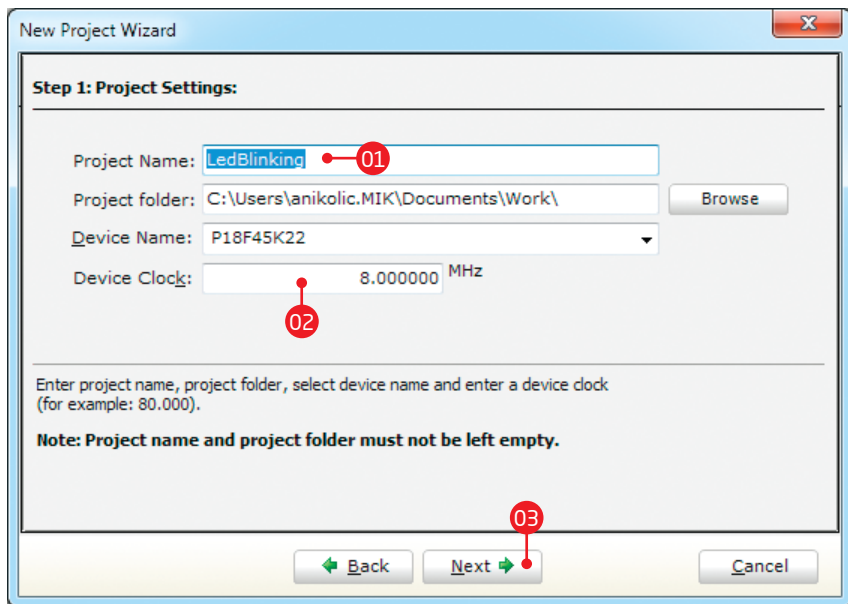 New Project Wizard
Step 1: Project Settings:
Project Name: LedBlinking 01
Project folder: C:\Users\anikolic.MIK\Documents\Work\ Browse
Device Name: P18F45K22
Device Clock: 8.000000 MHz
02
Enter project name, project folder, select device name and enter a device clock
(for example: 80.000).
Note: Project name and project folder must not be left empty.
03
Back Next Cancel